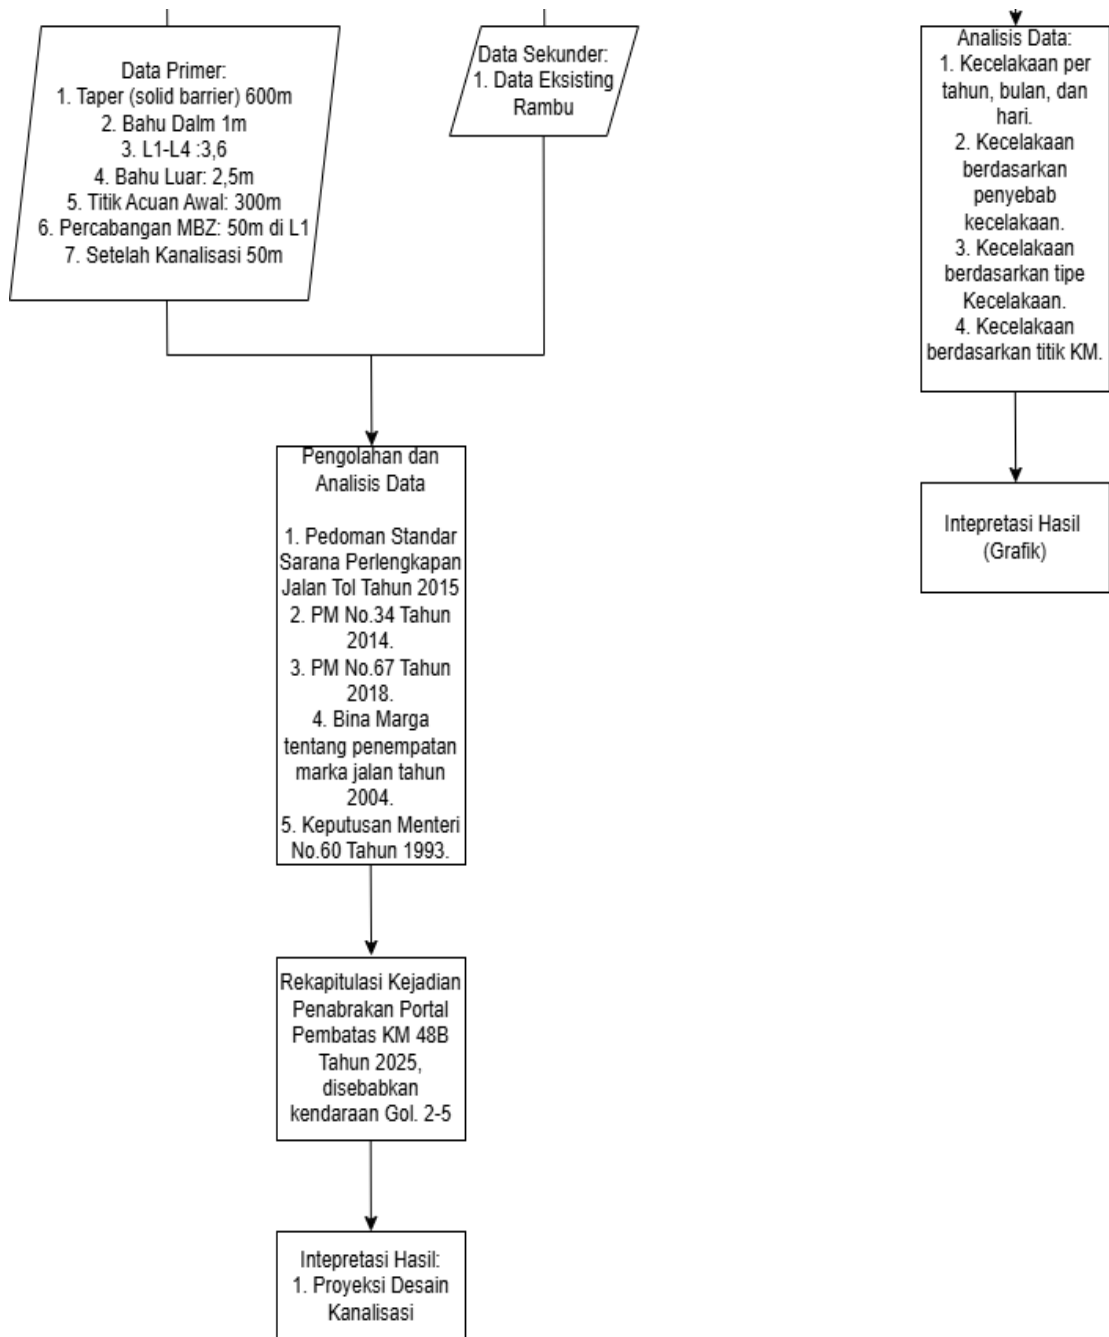 Data Primer:
1. Taper (solid barrier) 600m
2. Bahu Dalm 1m
3. L1-L4 :3,6
4. Bahu Luar: 2,5m
5. Titik Acuan Awal: 300m
6. Percabangan MBZ: 50m di L1
7. Setelah Kanalisasi 50m
Data Sekunder:
1. Data Eksisting
Rambu
Pengolahan dan
Analisis Data
1. Pedoman Standar
Sarana Perlengkapan
Jalan Tol Tahun 2015
2. PM No.34 Tahun
2014.
3. PM No.67 Tahun
2018.
4. Bina Marga
tentang penempatan
marka jalan tahun
2004.
5. Keputusan Menteri
No.60 Tahun 1993.
Rekapitulasi Kejadian
Penabrakan Portal
Pembatas KM 48B
Tahun 2025,
disebabkan
kendaraan Gol. 2-5
Intepretasi Hasil:
1. Proyeksi Desain
Kanalisasi
Analisis Data:
1. Kecelakaan per
tahun, bulan, dan
hari.
2. Kecelakaan
berdasarkan
penyebab
kecelakaan.
3. Kecelakaan
berdasarkan tipe
Kecelakaan.
4. Kecelakaan
berdasarkan titik KM.
Intepretasi Hasil
(Grafik)